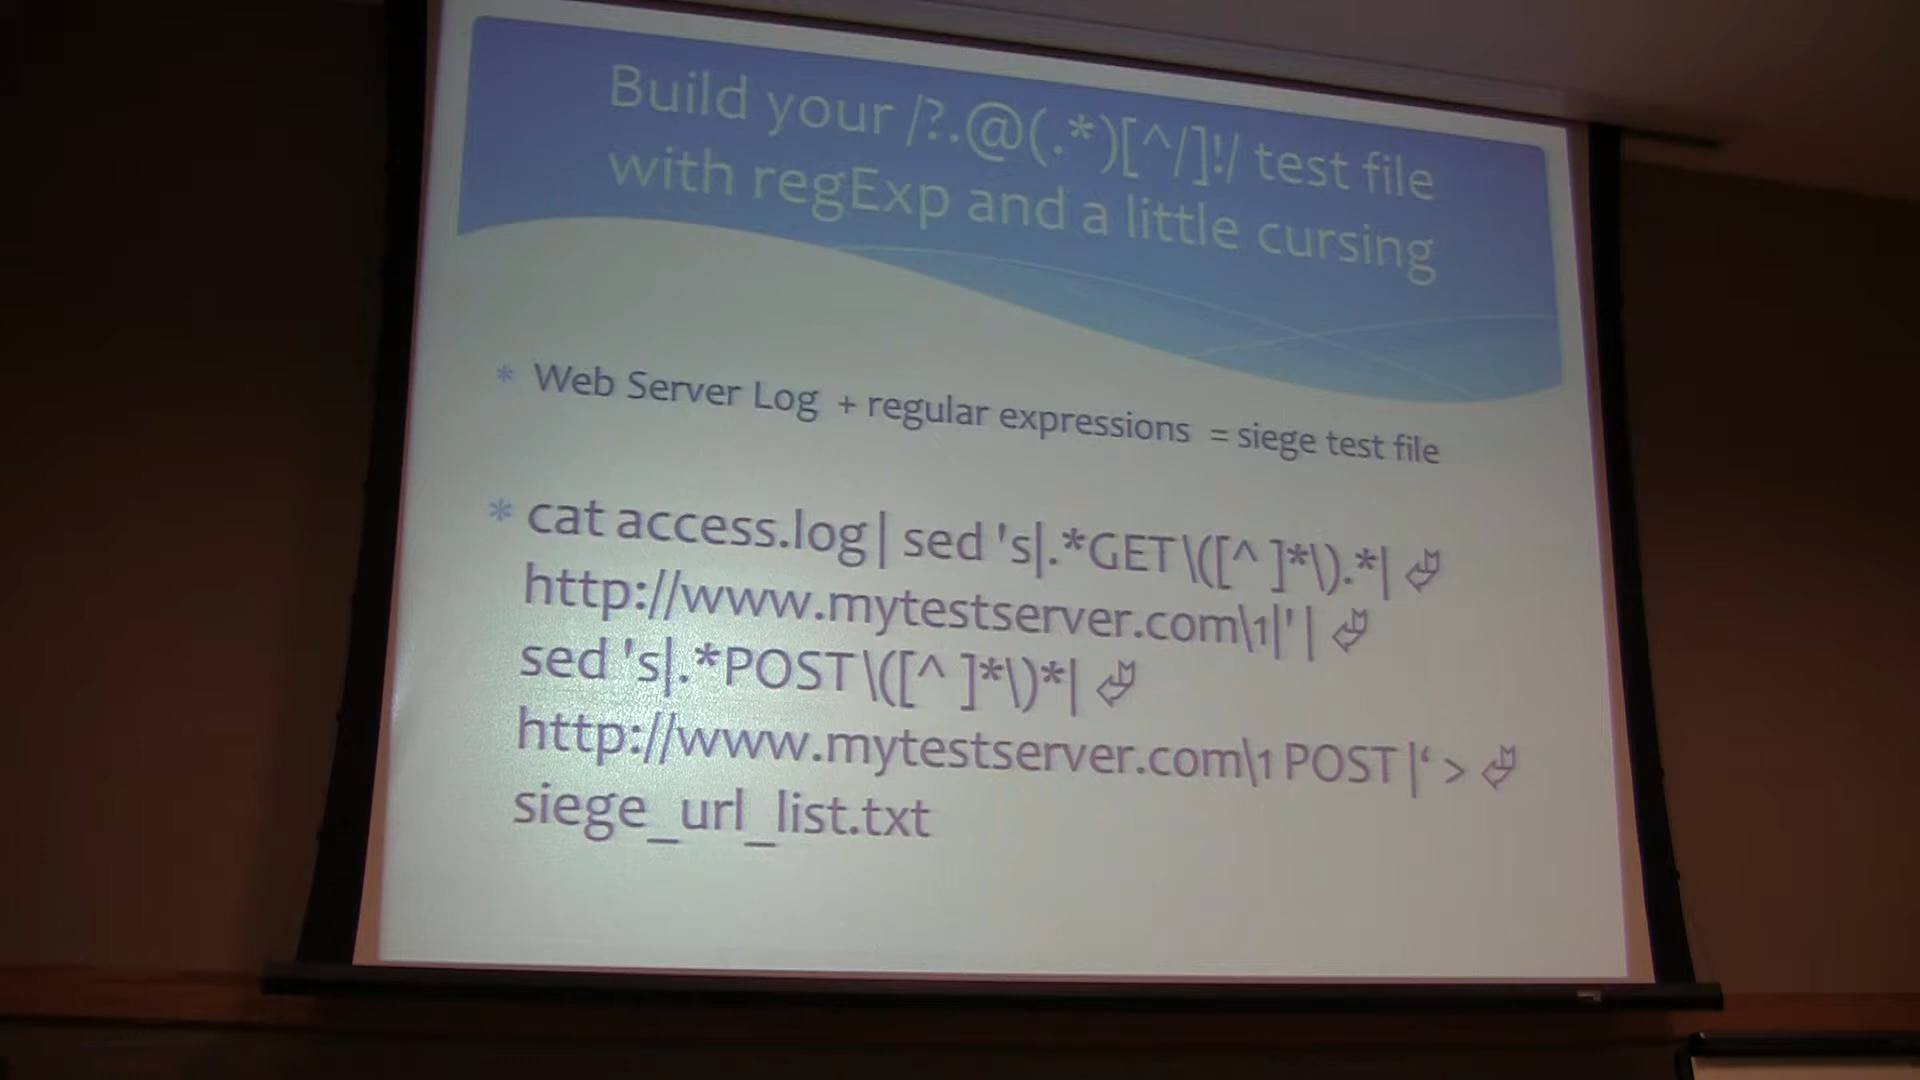 Build your /?.@(.*)[^/]!/ test file
with regExp and a little cursing
* Web Server Log + regular expressions = siege test file
* cat access.log| sed 's|.*GET \([^ ]*\).*|
http://www.mytestserver.com\1|' |
sed 's|.*POST \([^ ]*\)*|
http://www.mytestserver.com\1 POST |‘ >
siege_url_list.txt